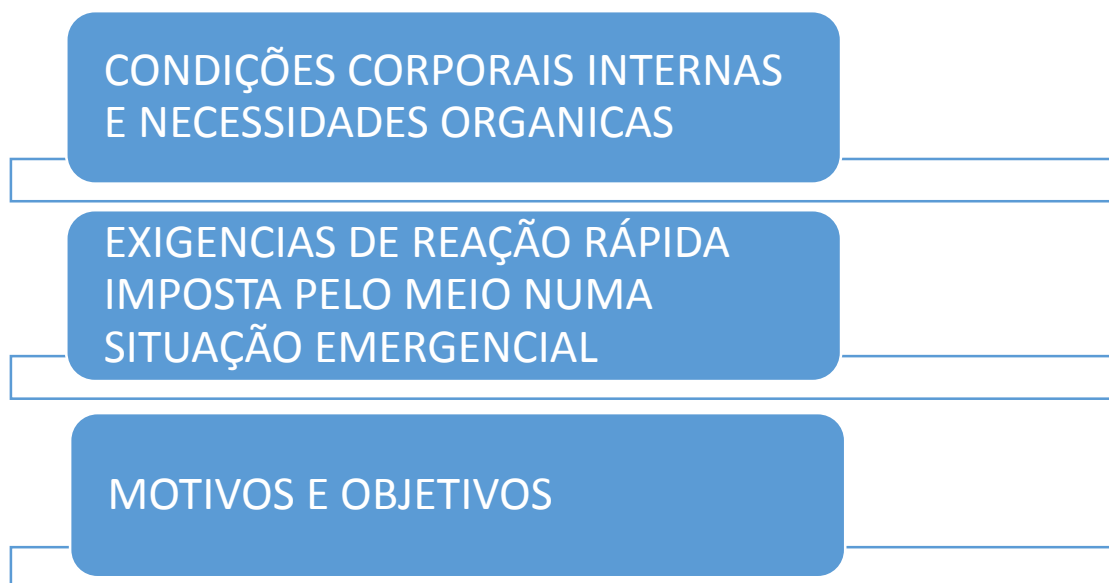 CONDIÇÕES CORPORAIS INTERNAS
E NECESSIDADES ORGANICAS
EXIGENCIAS DE REAÇÃO RÁPIDA
IMPOSTA PELO MEIO NUMA
SITUAÇÃO EMERGENCIAL
MOTIVOS E OBJETIVOS